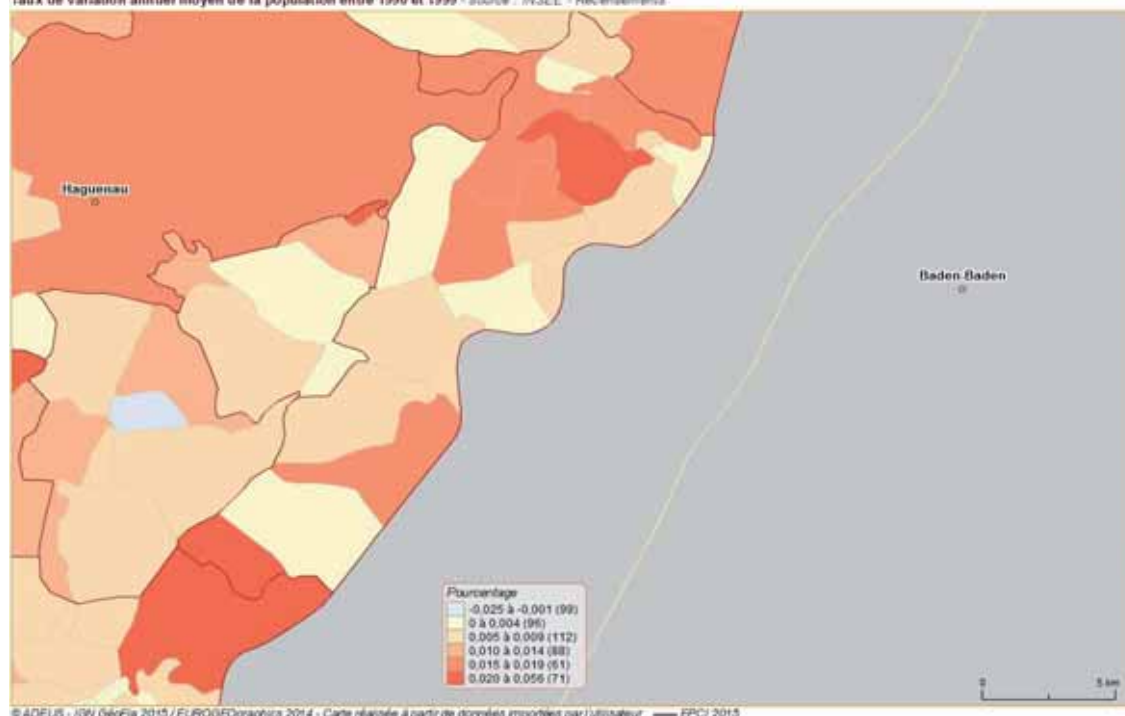 Taux de variation annuel moyen de la population entre 1990 et 1999 - Source : INSEE - Recensements
Haguenau
Baden-Baden
Pourcentage
-0,025 à -0,001 (99)
0 à 0,004 (96)
0,005 à 0,009 (112)
0,010 à 0,014 (88)
0,015 à 0,019 (61)
0,020 à 0,056 (71)
0 5 km
© ADEUS - IGN GéoFla 2015 / EUROGEOgraphics 2014 - Carte réalisée à partir de données importées par l'utilisateur EPCI 2015